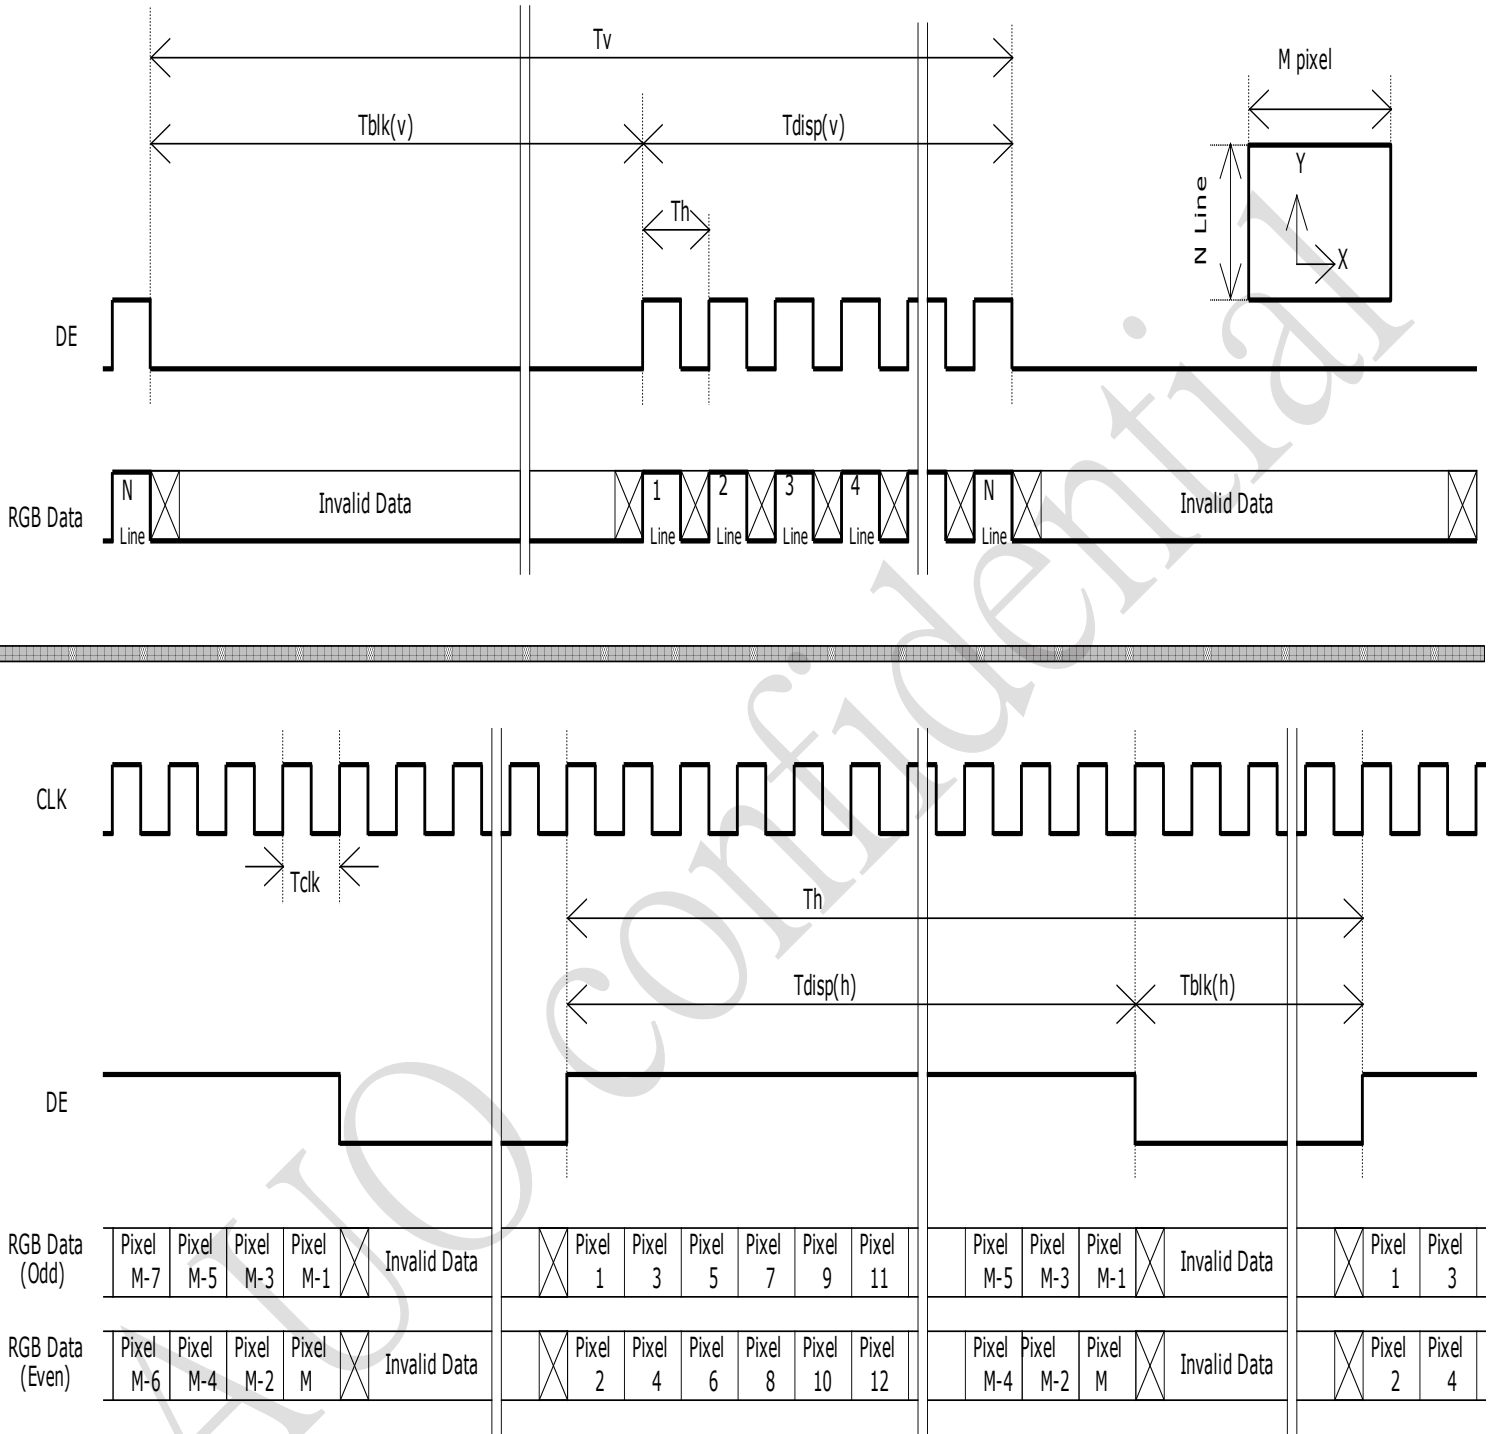 Tv
M pixel
Tblk(v) Tdisp(v)
Th
N Line
Y
X
DE
RGB Data
N Line
Invalid Data
1 Line
2 Line
3 Line
4 Line
N Line
Invalid Data
CLK
Tclk
Th
Tdisp(h) Tblk(h)
DE
RGB Data (Odd)
Pixel M-7
Pixel M-5
Pixel M-3
Pixel M-1
Invalid Data
Pixel 1
Pixel 3
Pixel 5
Pixel 7
Pixel 9
Pixel 11
Pixel M-5
Pixel M-3
Pixel M-1
Invalid Data
Pixel 1
Pixel 3
RGB Data (Even)
Pixel M-6
Pixel M-4
Pixel M-2
Pixel M
Invalid Data
Pixel 2
Pixel 4
Pixel 6
Pixel 8
Pixel 10
Pixel 12
Pixel M-4
Pixel M-2
Pixel M
Invalid Data
Pixel 2
Pixel 4
AUO confidential